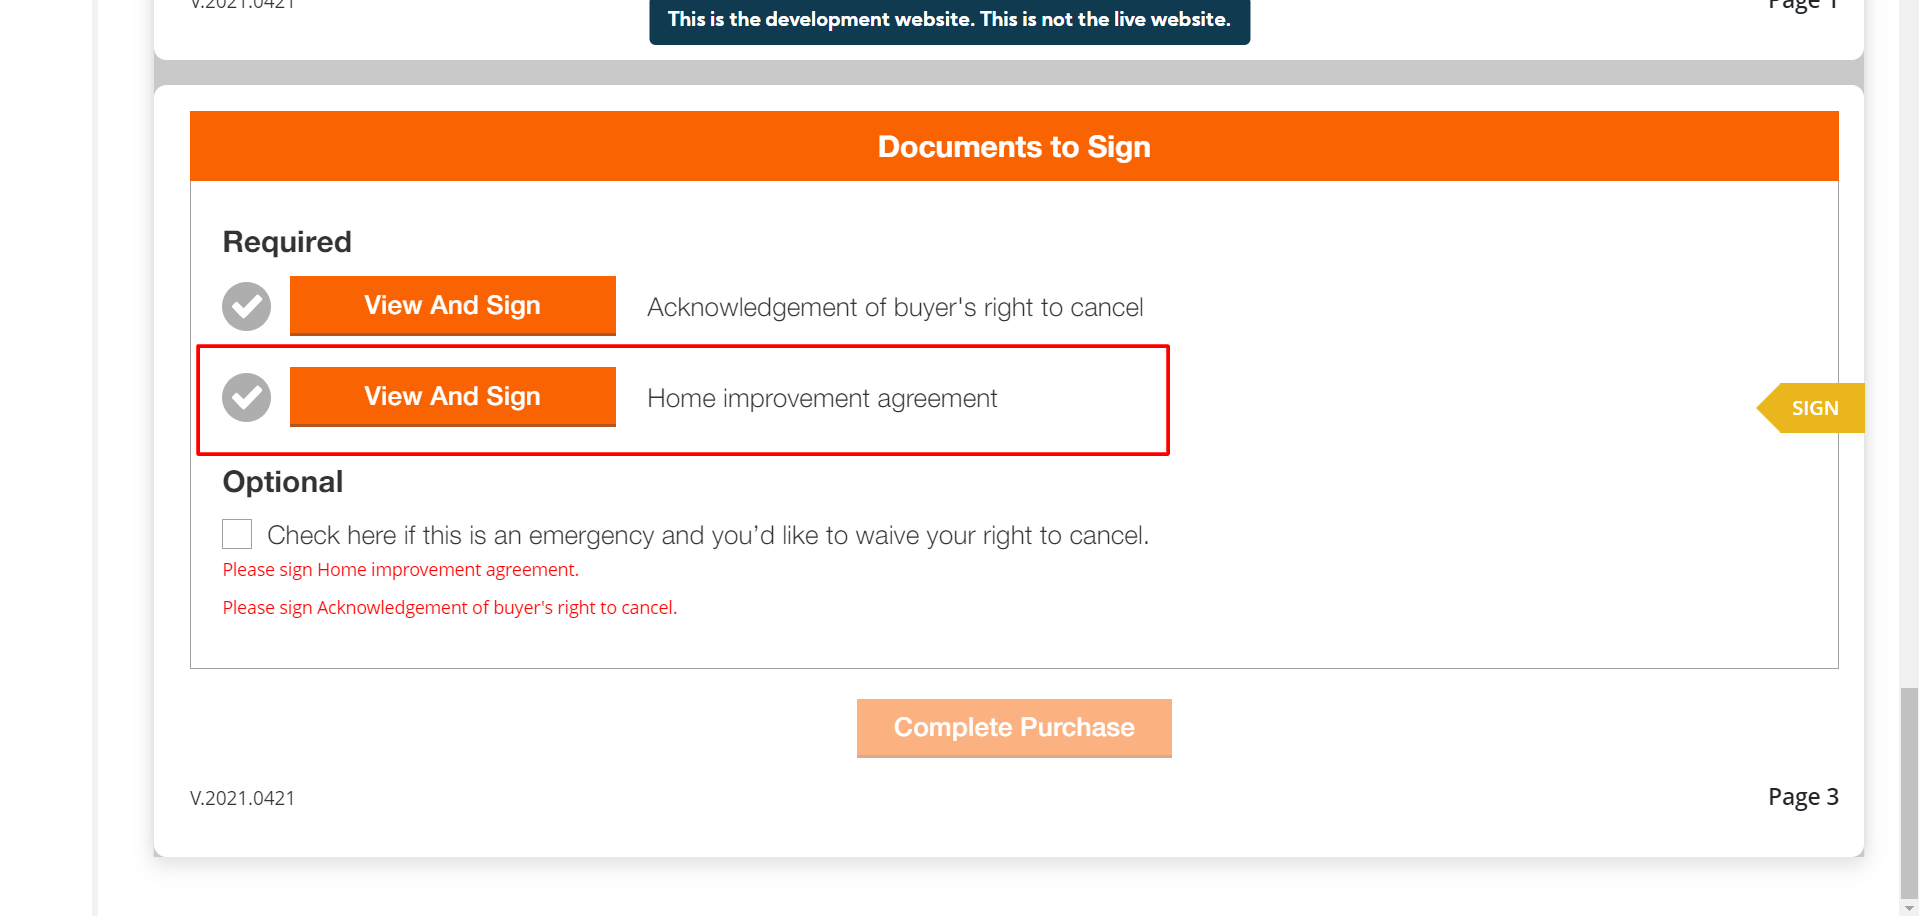 V.2021.0421
Page 1
This is the development website. This is not the live website.
Documents to Sign
Required
View And Sign
Acknowledgement of buyer's right to cancel
View And Sign
Home improvement agreement
SIGN
Optional
Check here if this is an emergency and you’d like to waive your right to cancel.
Please sign Home improvement agreement.
Please sign Acknowledgement of buyer's right to cancel.
Complete Purchase
V.2021.0421
Page 3